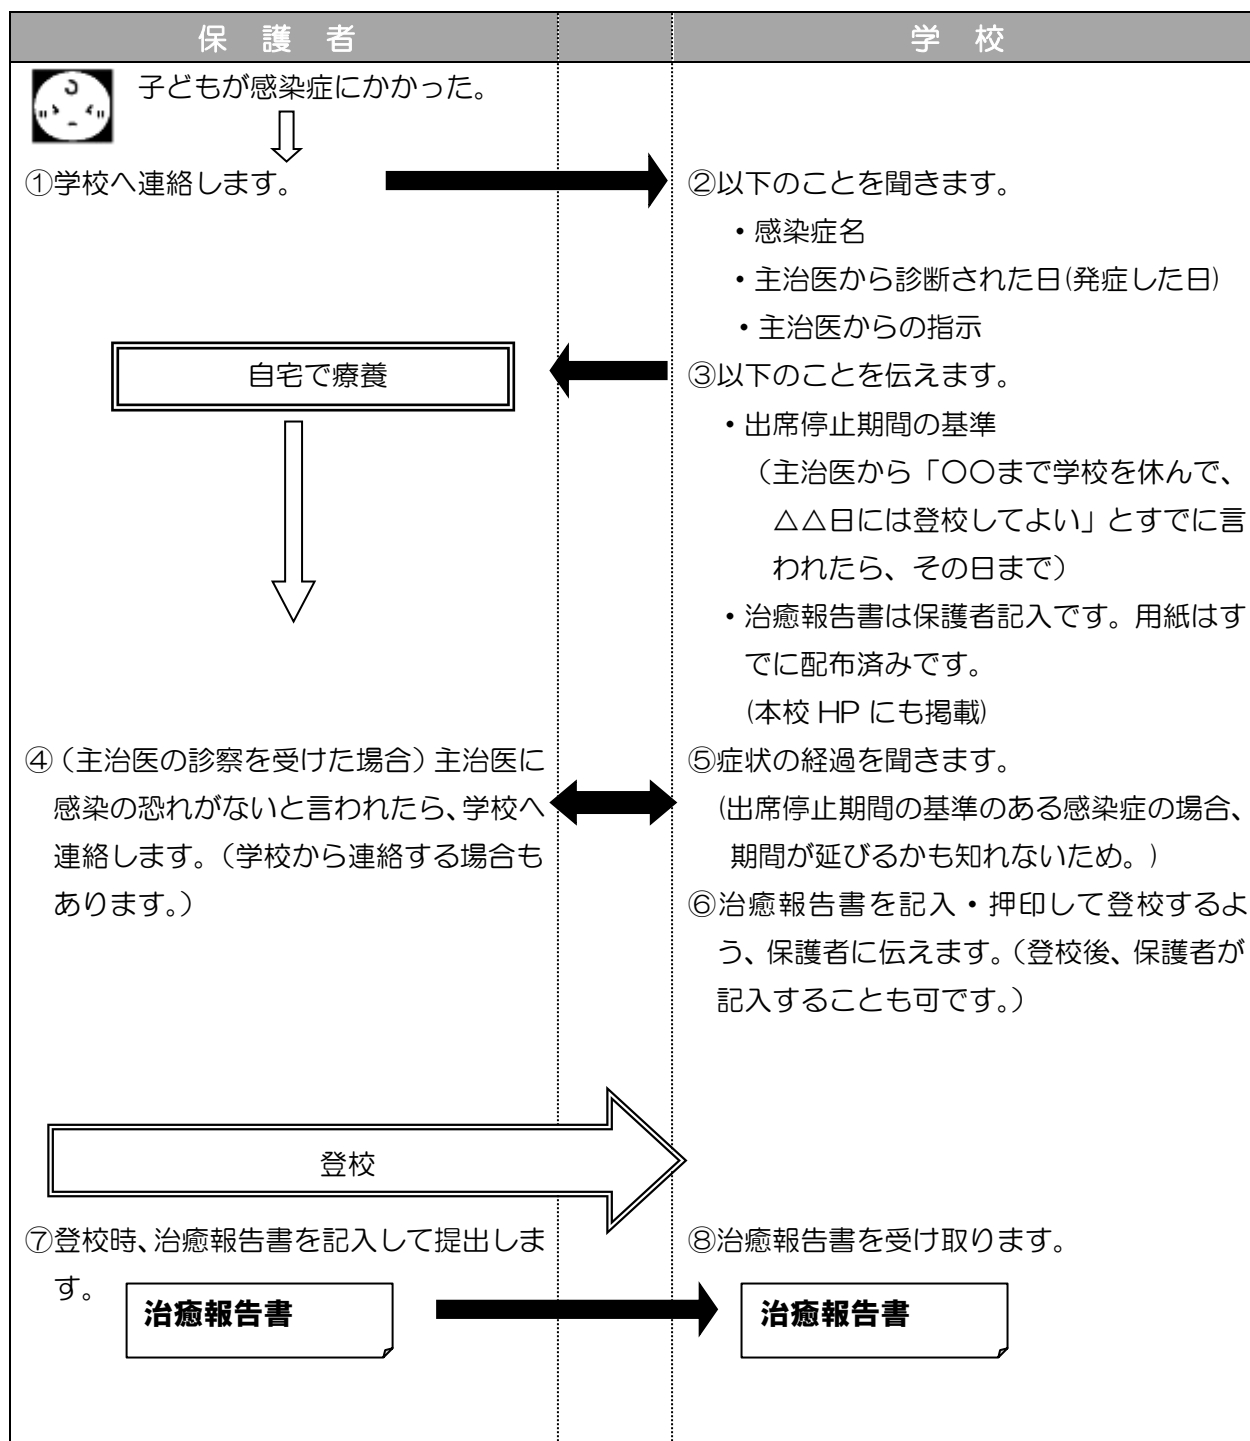 保護者
学校
子どもが感染症にかかった。
①学校へ連絡します。
②以下のことを聞きます。
・感染症名
・主治医から診断された日(発症した日)
・主治医からの指示
自宅で療養
③以下のことを伝えます。
・出席停止期間の基準
（主治医から「〇〇まで学校を休んで、
△△日には登校してよい」とすでに言
われたら、その日まで）
・治癒報告書は保護者記入です。用紙はす
でに配布済みです。
(本校 HP にも掲載)
④（主治医の診察を受けた場合）主治医に
感染の恐れがないと言われたら、学校へ
連絡します。（学校から連絡する場合も
あります。）
⑤症状の経過を聞きます。
(出席停止期間の基準のある感染症の場合、
期間が延びるかも知れないため。)
⑥治癒報告書を記入・押印して登校するよ
う、保護者に伝えます。（登校後、保護者が
記入することも可です。）
登校
⑦登校時、治癒報告書を記入して提出しま
す。
治癒報告書
⑧治癒報告書を受け取ります。
治癒報告書